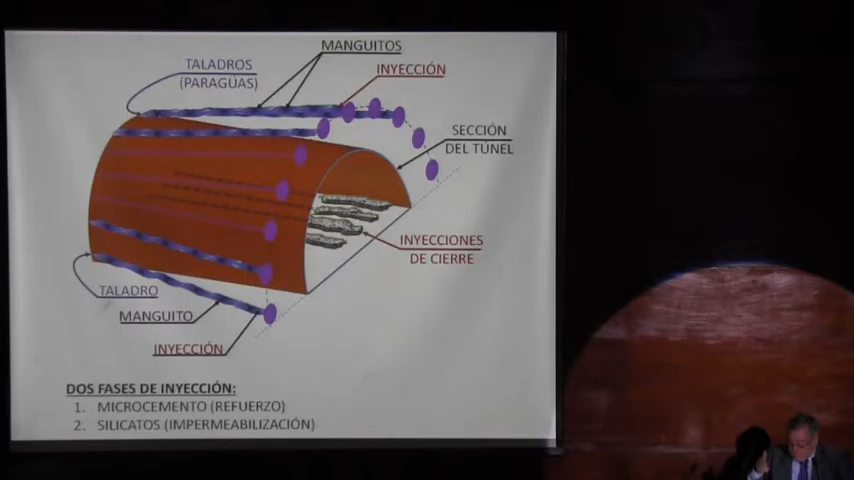 MANGUITOS
TALADROS
(PARAGÜAS)
INYECCIÓN
SECCIÓN
DEL TÚNEL
INYECCIONES
DE CIERRE
TALADRO
MANGUITO
INYECCIÓN
DOS FASES DE INYECCIÓN:
1. MICROCEMENTO (REFUERZO)
2. SILICATOS (IMPERMEABILIZACIÓN)